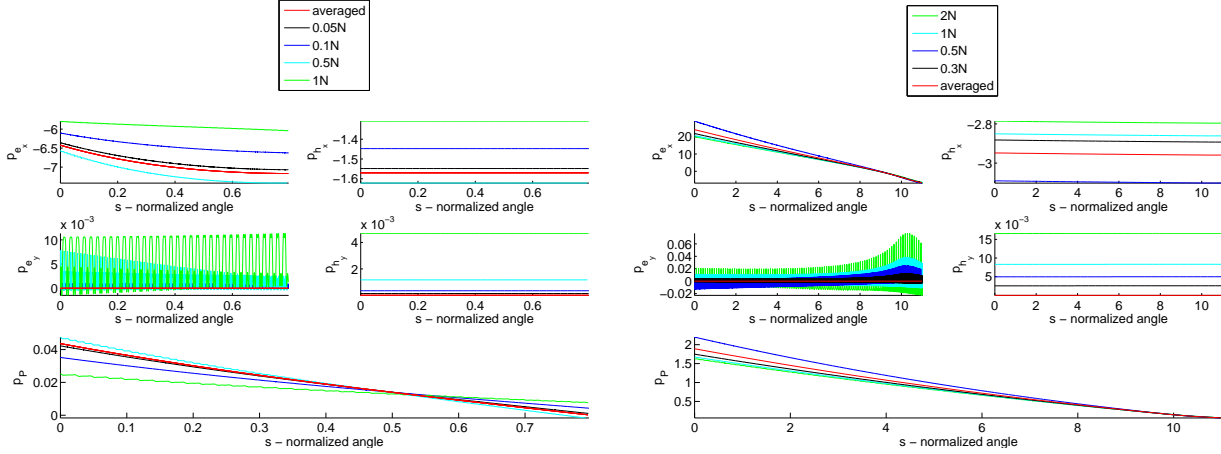 averaged
0.05N
0.1N
0.5N
1N
−6
−6.5
−7
p_{e_x}
0
0.2
0.4
0.6
s − normalized angle
−1.4
−1.5
−1.6
p_{h_x}
0
0.2
0.4
0.6
s − normalized angle
x 10^{−3}
10
5
0
p_{e_y}
0
0.2
0.4
0.6
s − normalized angle
x 10^{−3}
4
2
p_{h_y}
0
0.2
0.4
0.6
s − normalized angle
0.04
0.02
0
p_P
0
0.1
0.2
0.3
0.4
0.5
0.6
0.7
s − normalized angle
2N
1N
0.5N
0.3N
averaged
20
10
0
p_{e_x}
0
2
4
6
8
10
s − normalized angle
−2.8
−3
p_{h_x}
0
2
4
6
8
10
s − normalized angle
0.06
0.04
0.02
0
−0.02
p_{e_y}
0
2
4
6
8
10
s − normalized angle
x 10^{−3}
15
10
5
p_{h_y}
0
2
4
6
8
10
s − normalized angle
2
1.5
1
0.5
p_P
0
2
4
6
8
10
s − normalized angle